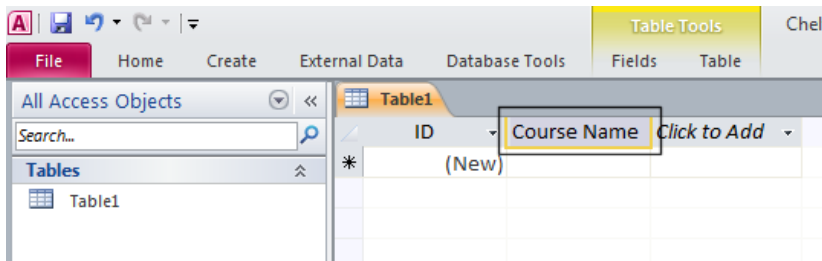 A
Table Tools Chel
File Home Create External Data Database Tools Fields Table
All Access Objects Table1
Search... ID Course Name Click to Add
Tables * (New)
Table1